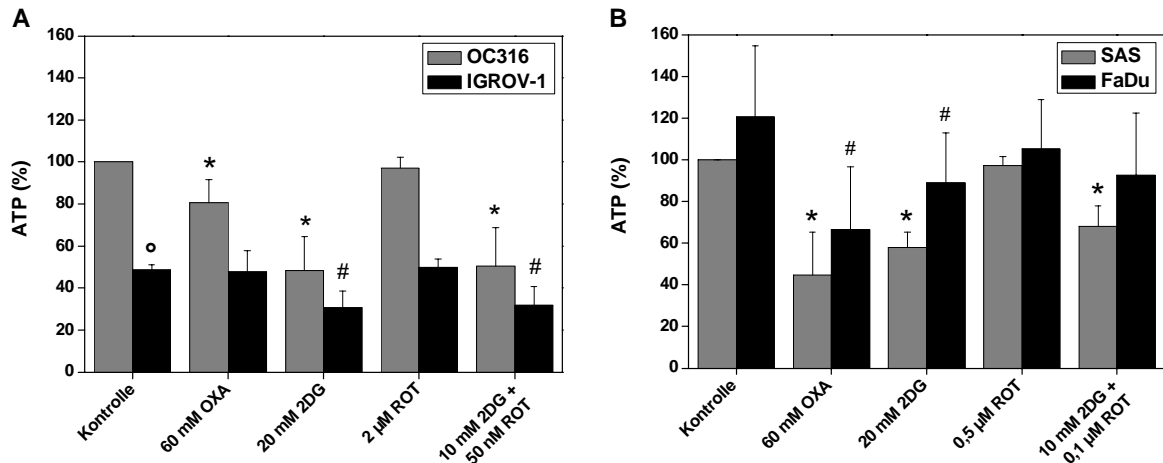 A
160
140
120
100
80
60
40
20
0
ATP (%)
OC316
IGROV-1
*
*
*
#
#
Kontrolle
60 mM OXA
20 mM 2DG
2 µM ROT
10 mM 2DG +
50 nM ROT
B
160
140
120
100
80
60
40
20
0
ATP (%)
SAS
FaDu
*
#
*
#
*
Kontrolle
60 mM OXA
20 mM 2DG
0,5 µM ROT
10 mM 2DG +
0,1 µM ROT